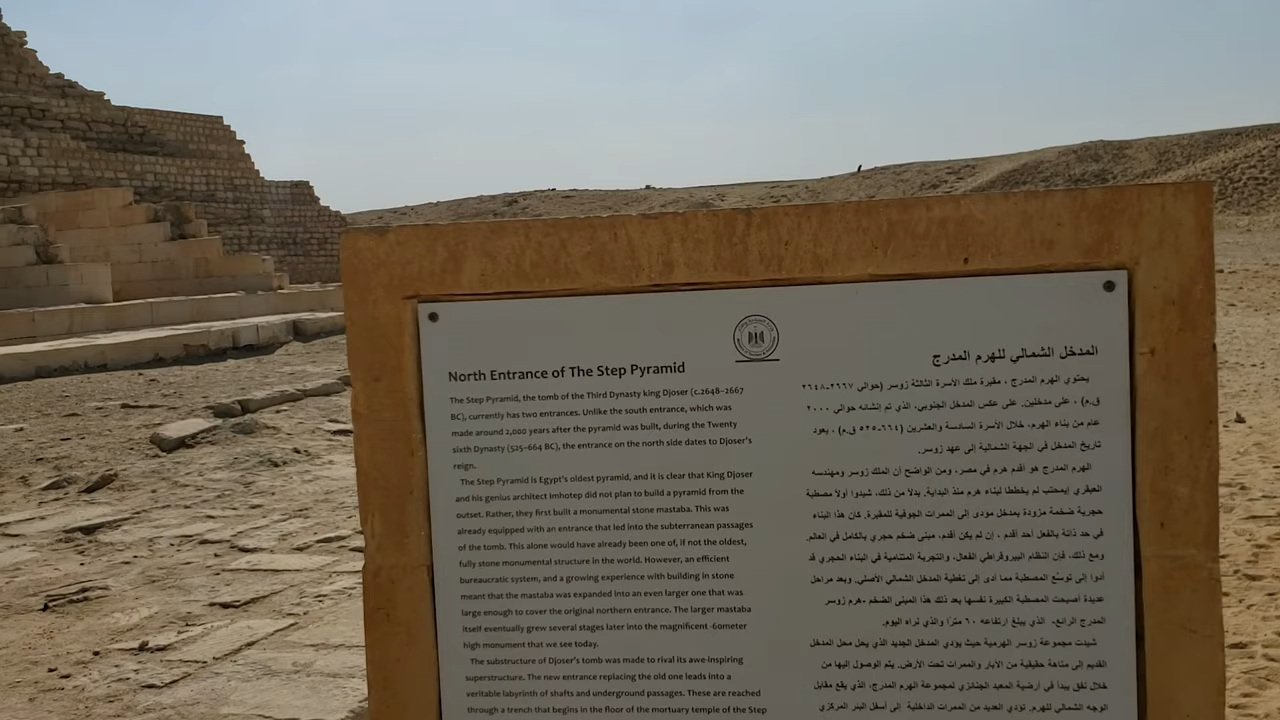 North Entrance of The Step Pyramid
The Step Pyramid, the tomb of the Third Dynasty king Djoser (c.2648-2667
BC), currently has two entrances. Unlike the south entrance, which was
made around 2,000 years after the pyramid was built, during the Twenty
sixth Dynasty (525-664 BC), the entrance on the north side dates to Djoser's
reign.
The Step Pyramid is Egypt's oldest pyramid, and it is clear that King Djoser
and his genius architect Imhotep did not plan to build a pyramid from the
outset. Rather, they first built a monumental stone mastaba. This was
already equipped with an entrance that led into the subterranean passages
of the tomb. This alone would have already been one of, if not the oldest,
fully stone monumental structure in the world. However, an efficient
bureaucratic system, and a growing experience with building in stone
meant that the mastaba was expanded into an even larger one that was
large enough to cover the original northern entrance. The larger mastaba
itself eventually grew several stages later into the magnificent -60meter
high monument that we see today.
The substructure of Djoser's tomb was made to rival its awe-inspiring
superstructure. The new entrance replacing the old one leads into a
veritable labyrinth of shafts and underground passages. These are reached
through a trench that begins in the floor of the mortuary temple of the Step
المدخل الشمالي للهرم المدرج
يحتوي الهرم المدرج ، مقبرة ملك الأسرة الثالثة زوسر (حوالي ٢٦٦٧-٢٦٤٨
ق.م) ، على مدخلين. على عكس المدخل الجنوبي، الذي تم إنشائه حوالي ٢٠٠٠
عام من بناء الهرم، خلال الأسرة السادسة والعشرين (٦٦٤-٥٢٥ ق.م) ، يعود
تاريخ المدخل في الجهة الشمالية إلى عهد زوسر.
الهرم المدرج هو أقدم هرم في مصر، ومن الواضح أن الملك زوسر ومهندسه
العبقري إيمحتب لم يخططا لبناء هرم منذ البداية. بدلاً من ذلك، شيدوا أولاً مصطبة
حجرية ضخمة مزودة بمدخل مودى إلى الممرات الجوفية للمقبرة. كان هذا البناء
في حد ذاتة بالفعل أحد أقدم ، إن لم يكن أقدم، مبنى ضخم حجري بالكامل في العالم.
ومع ذلك، فإن النظام البيروقراطي الفعال، والتجربة المتنامية في البناء الحجري قد
أدوا إلى توسُّع المصطبة مما أدى إلى تغطية المدخل الشمالي الأصلي. وبعد مراحل
عديدة أصبحت المصطبة الكبيرة نفسها بعد ذلك هذا المبنى الضخم -هرم زوسر
المدرج الرابع- الذي يبلغ ارتفاعه ٦٠ مترًا والذي نراه اليوم.
شيدت مجموعة زوسر الهرمية حيث يؤدي المدخل الجديد الذي يحل محل المدخل
القديم إلى متاهة حقيقية من الآبار والممرات تحت الأرض. يتم الوصول إليها من
خلال نفق يبدأ في أرضية المعبد الجنائزي لمجموعة الهرم المدرج، الذي يقع مقابل
الوجه الشمالي للهرم. تودي العديد من الممرات الداخلية إلى أسفل البئر المركزي